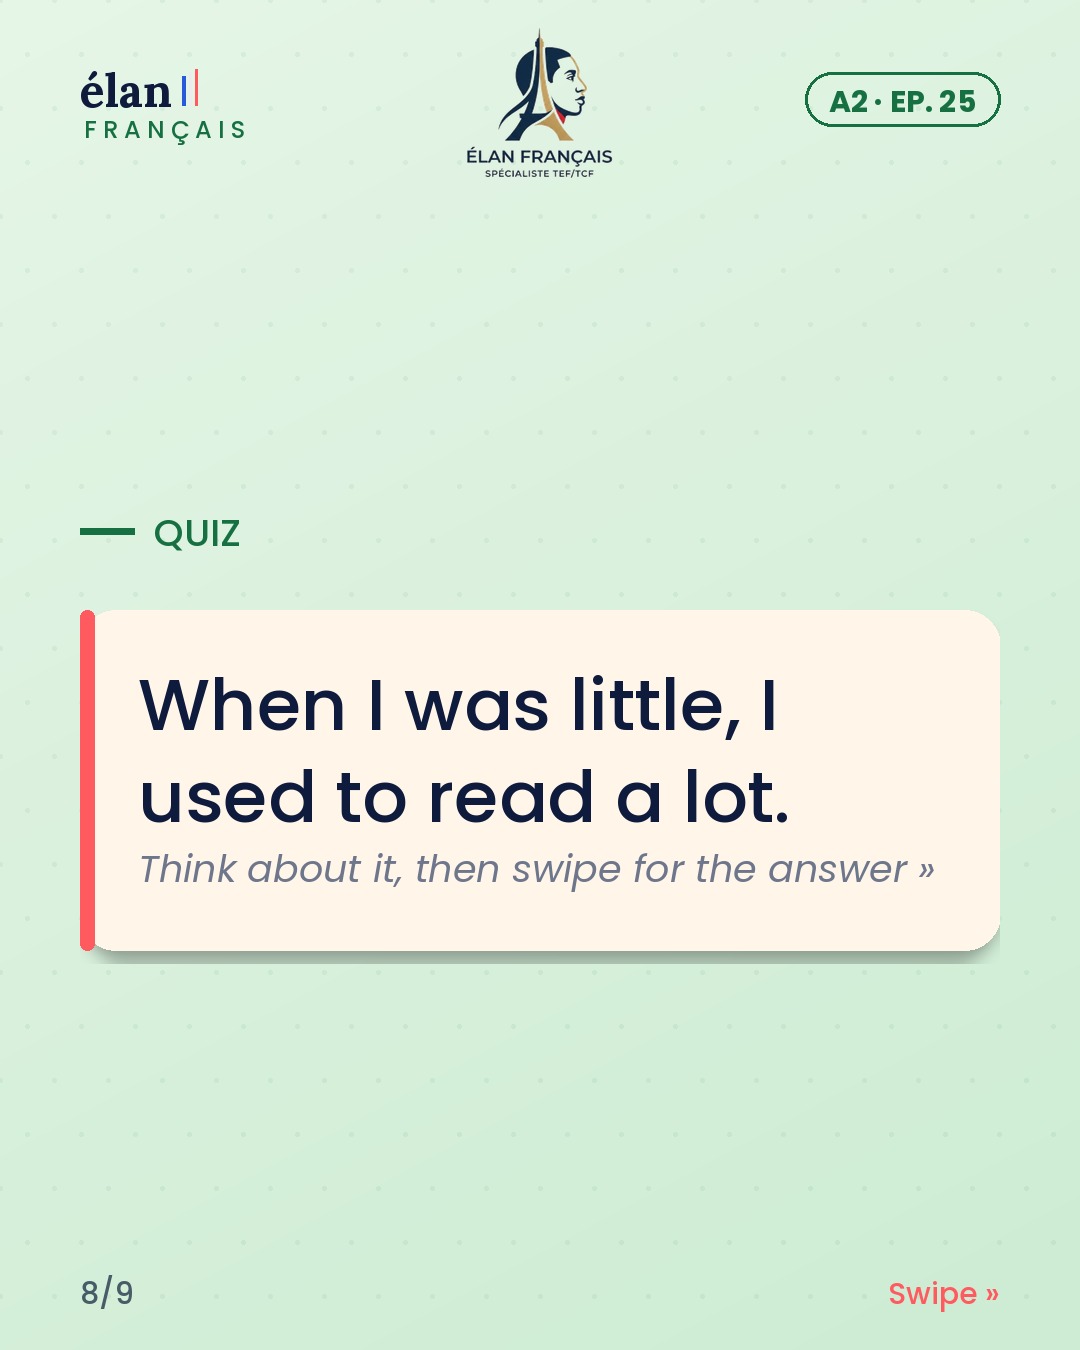 élan
FRANÇAIS
ÉLAN FRANÇAIS
SPÉCIALISTE TEF/TCF
A2 · EP. 25
QUIZ
When I was little, I
used to read a lot.
Think about it, then swipe for the answer »
8/9
Swipe »